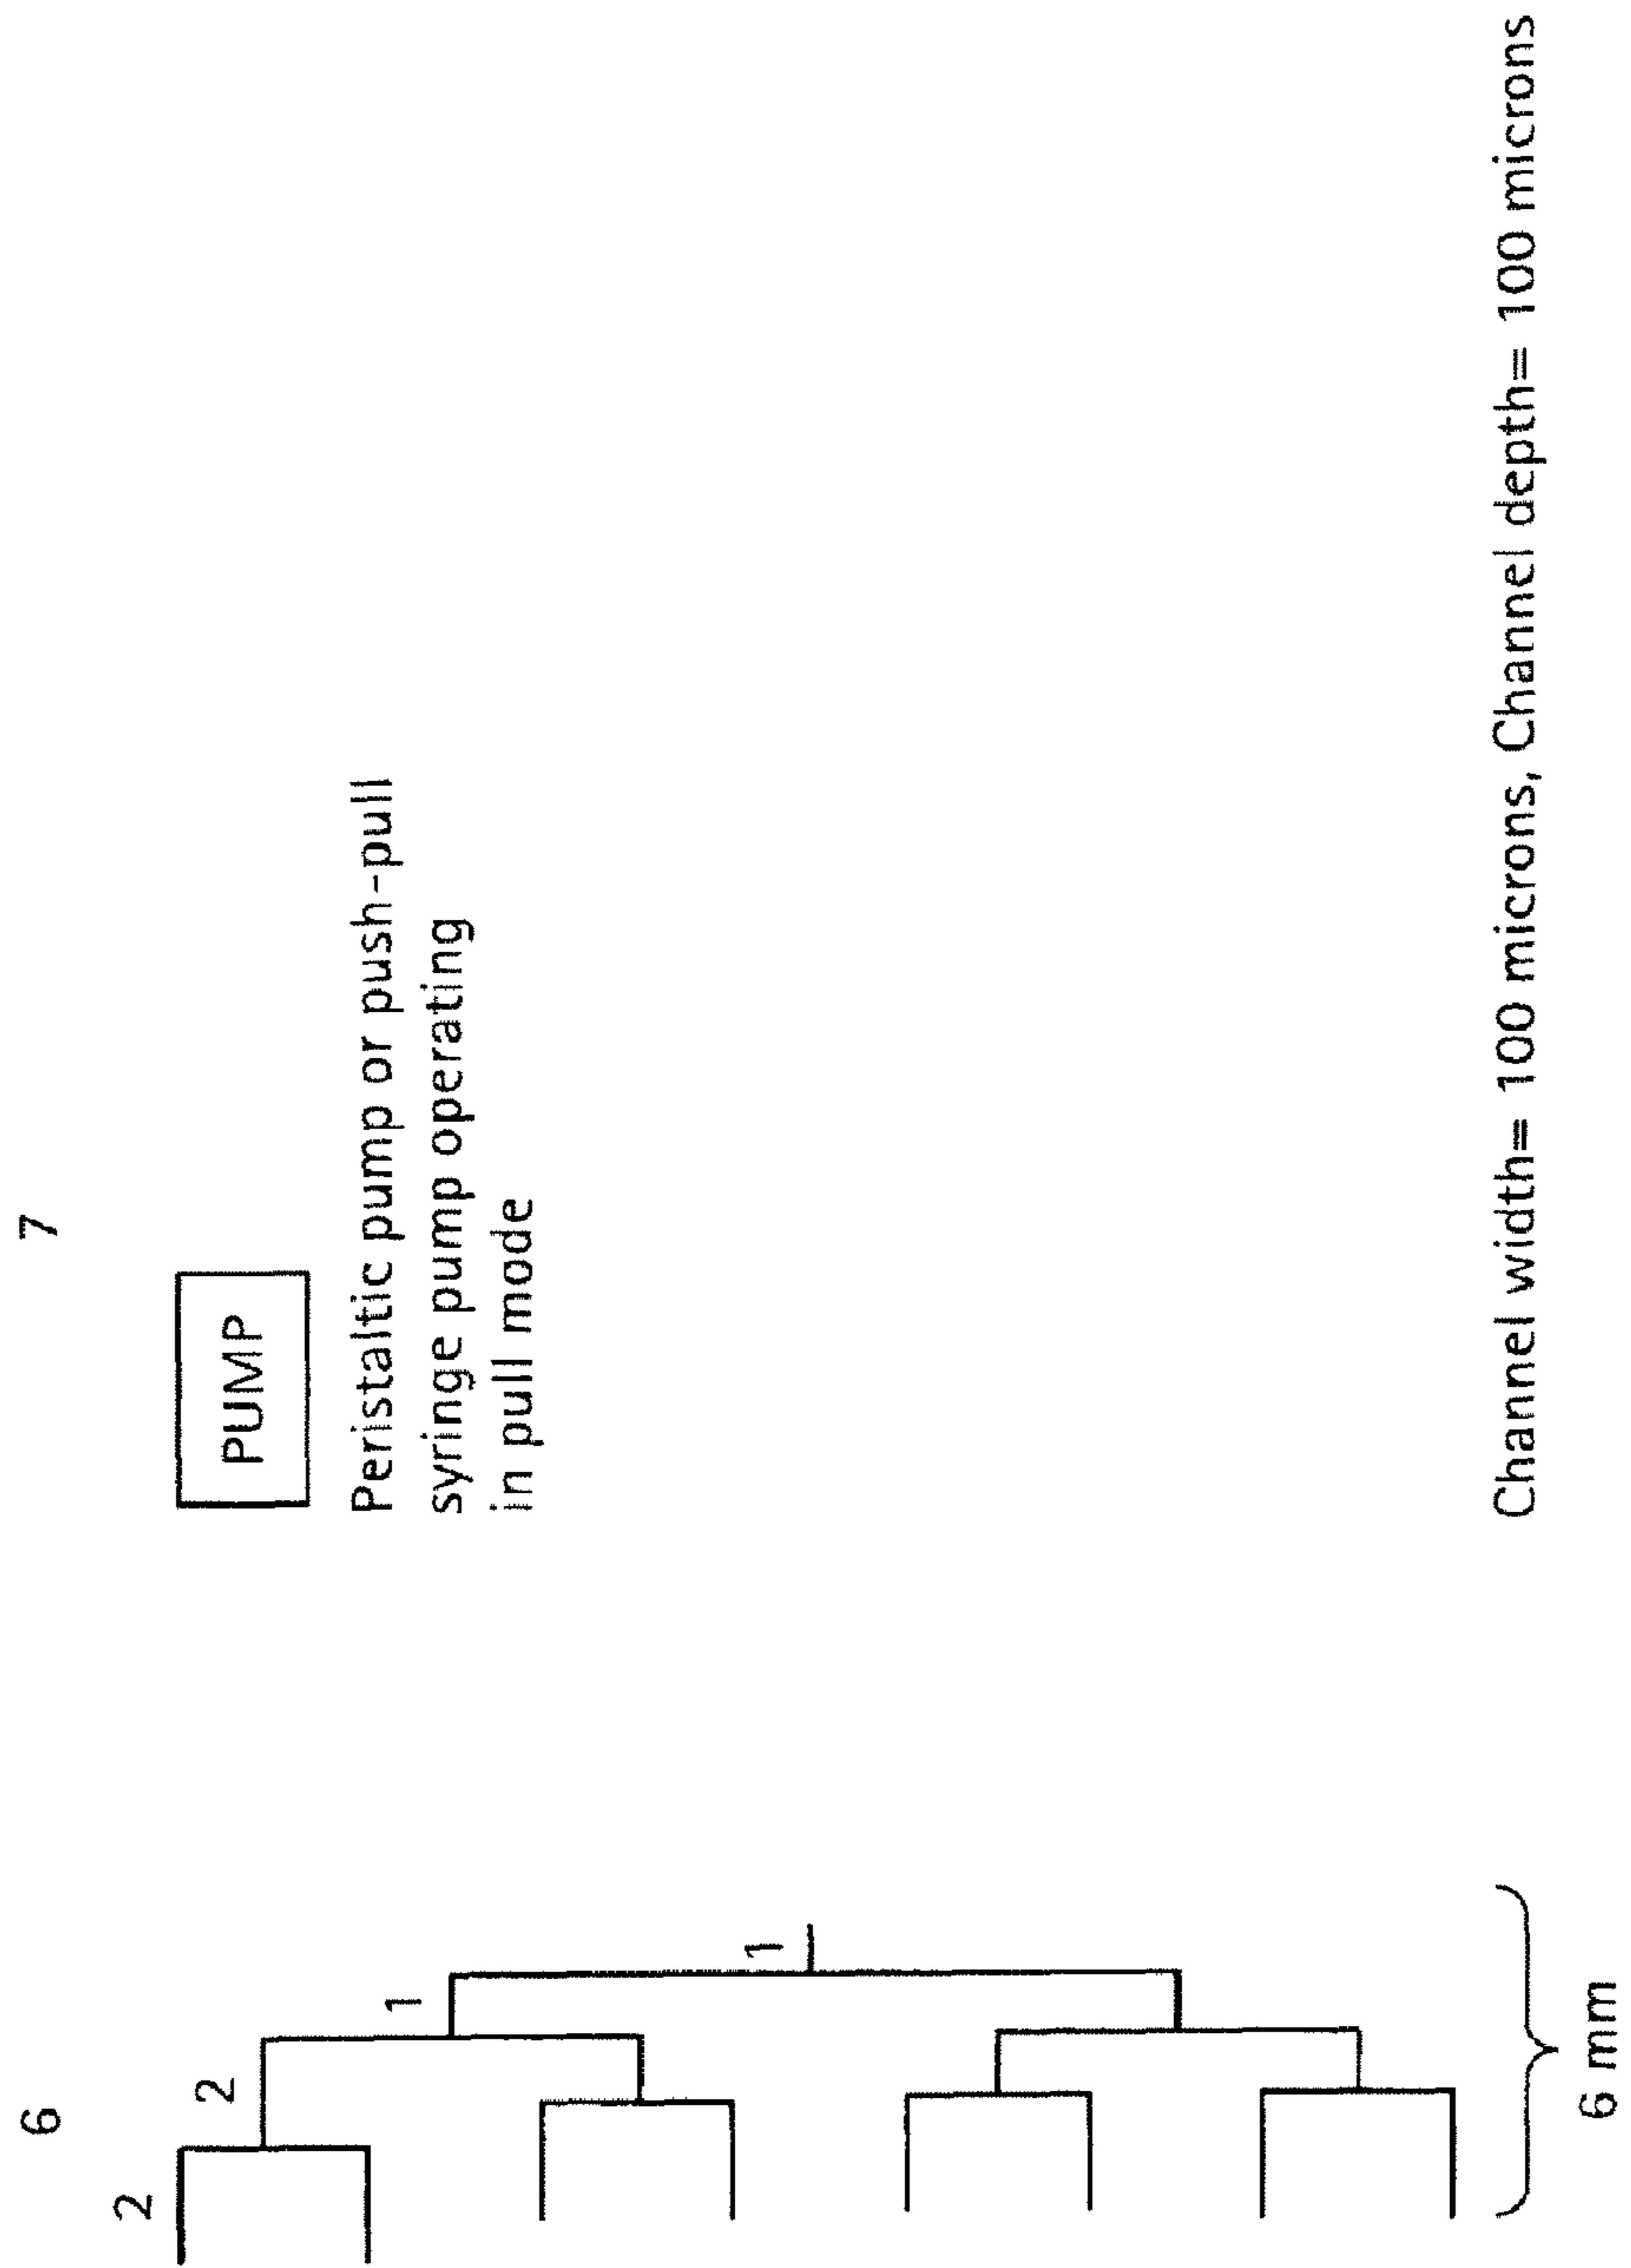 6
7
2
2
1
1
PUMP
Peristaltic pump or push-pull
syringe pump operating
in pull mode
6 mm
Channel width= 100 microns, Channel depth= 100 microns